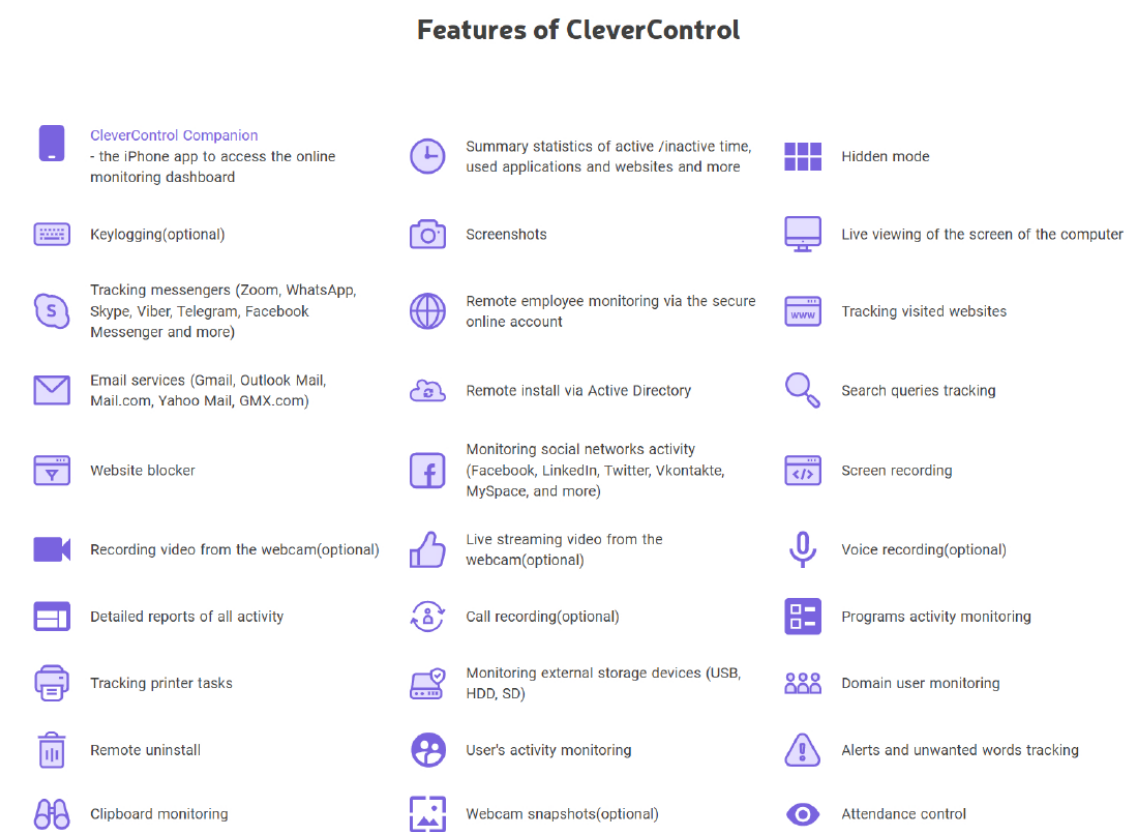 Features of CleverControl
CleverControl Companion
- the iPhone app to access the online
monitoring dashboard
Summary statistics of active /inactive time,
used applications and websites and more
Hidden mode
Keylogging(optional)
Screenshots
Live viewing of the screen of the computer
Tracking messengers (Zoom, WhatsApp,
Skype, Viber, Telegram, Facebook
Messenger and more)
Remote employee monitoring via the secure
online account
WWW
Tracking visited websites
Email services (Gmail, Outlook Mail,
Mail.com, Yahoo Mail, GMX.com)
Remote install via Active Directory
Search queries tracking
Website blocker
Monitoring social networks activity
(Facebook, LinkedIn, Twitter, Vkontakte,
MySpace, and more)
Screen recording
Recording video from the webcam(optional)
Live streaming video from the
webcam(optional)
Voice recording(optional)
Detailed reports of all activity
Call recording(optional)
Programs activity monitoring
Tracking printer tasks
Monitoring external storage devices (USB,
HDD, SD)
Domain user monitoring
Remote uninstall
User's activity monitoring
Alerts and unwanted words tracking
Clipboard monitoring
Webcam snapshots(optional)
Attendance control